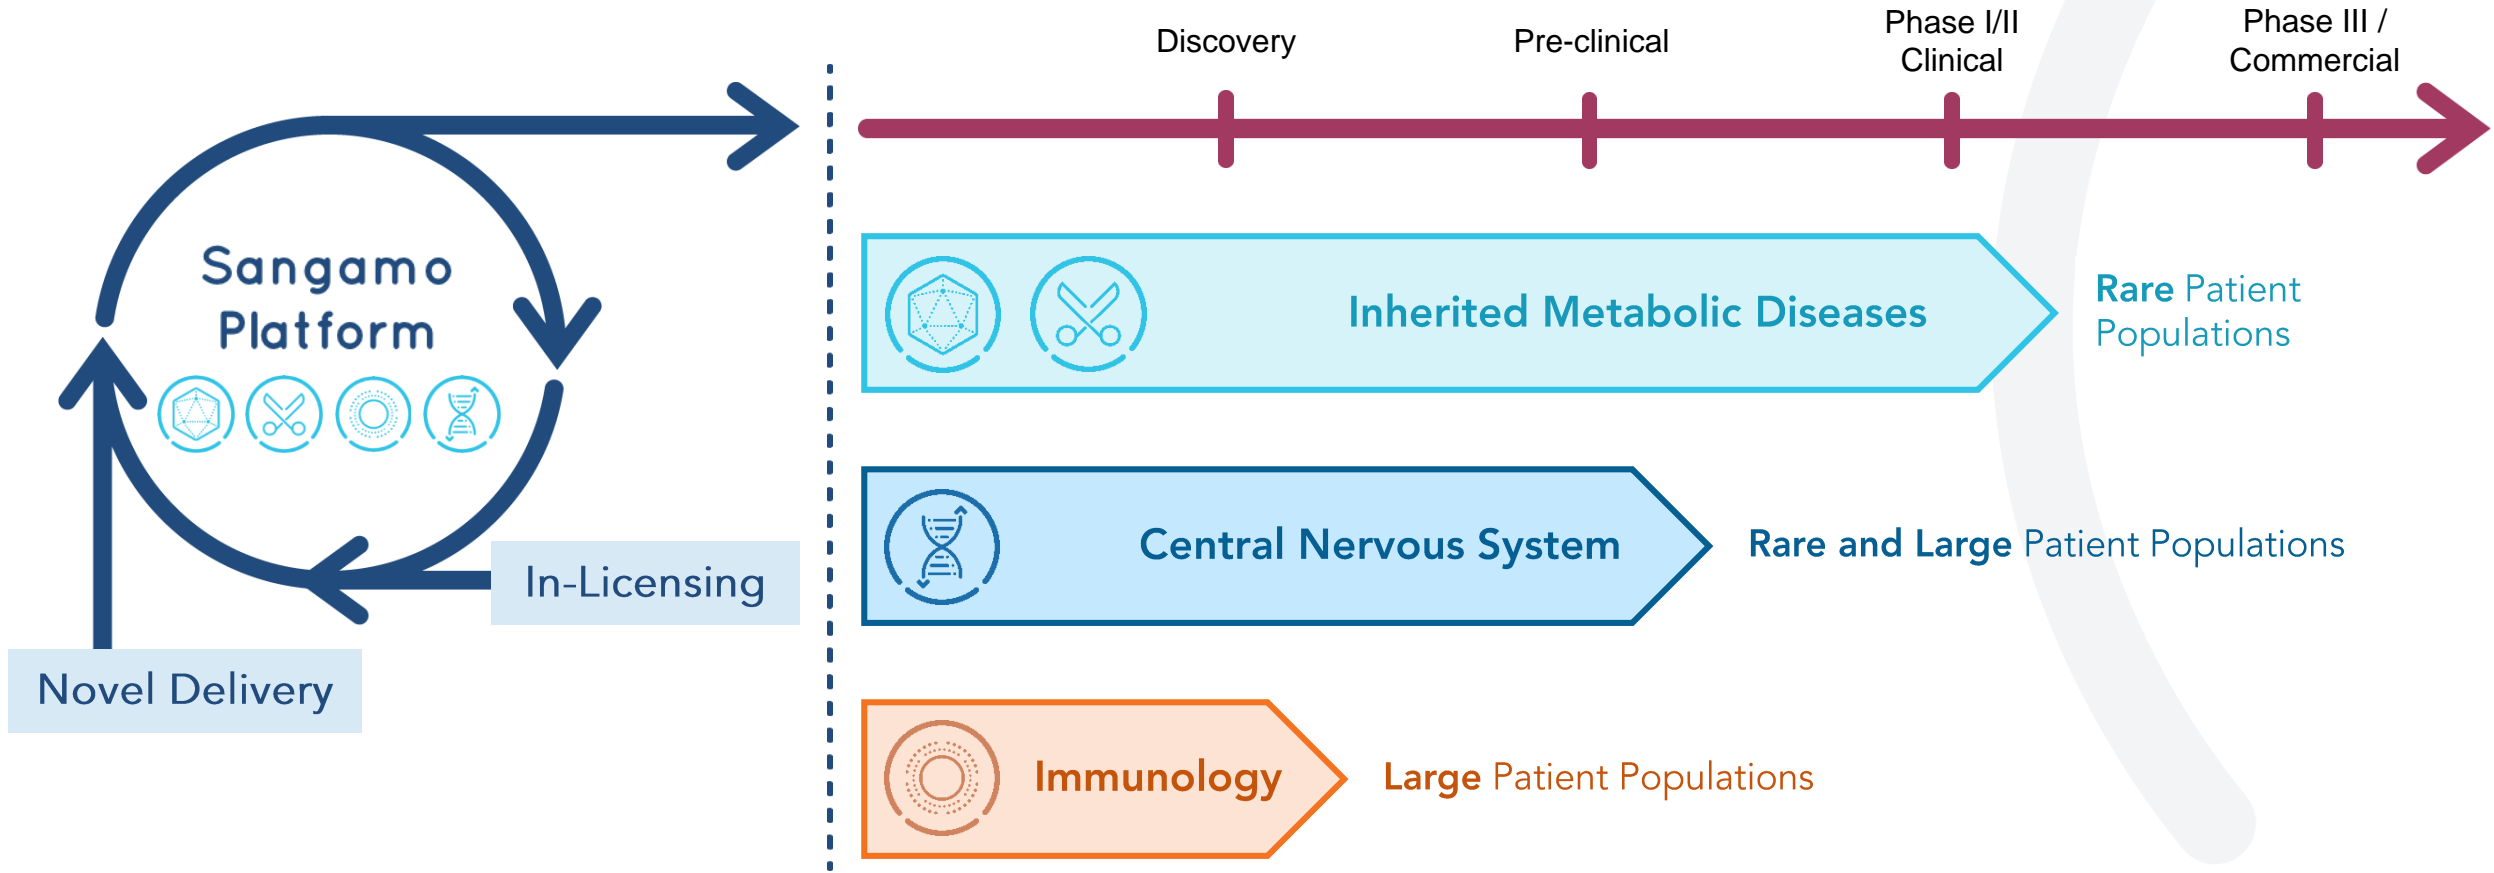 Sangamo
Platform
In-Licensing
Novel Delivery
Discovery
Pre-clinical
Phase I/II
Clinical
Phase III /
Commercial
Inherited Metabolic Diseases
Rare Patient
Populations
Central Nervous System
Rare and Large Patient Populations
Immunology
Large Patient Populations